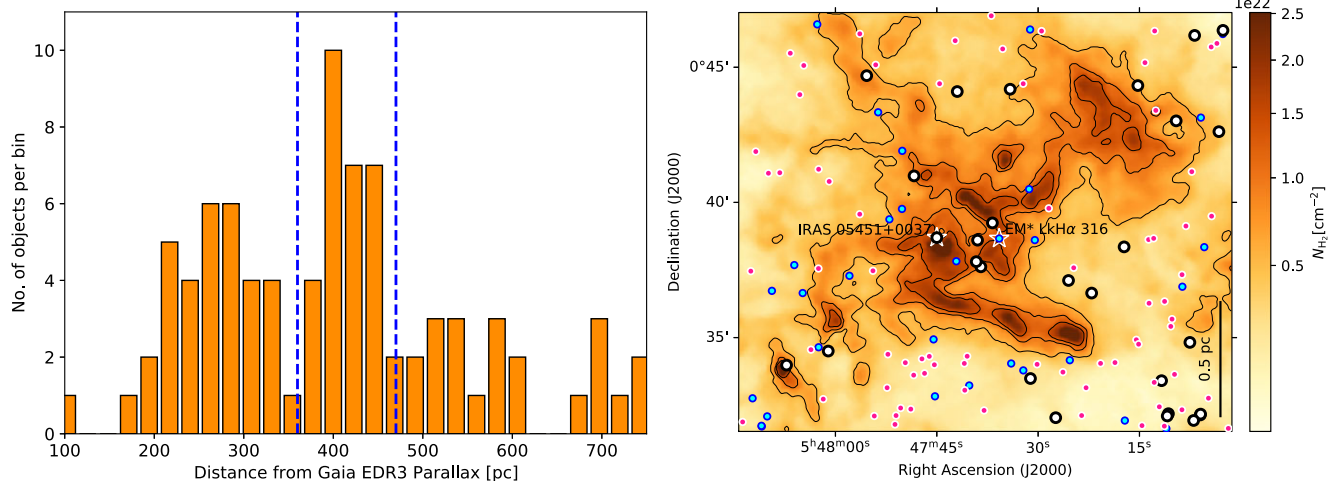 10
8
6
4
2
0
100
200
300
400
500
600
700
No. of objects per bin
Distance from Gaia EDR3 Parallax [pc]
0°45'
40'
35'
Declination (J2000)
IRAS 05451+0037
EM* LkHα 316
0.5 pc
5ʰ48ᵐ00ˢ
47ᵐ45ˢ
30ˢ
15ˢ
Right Ascension (J2000)
1e22
2.5
2.0
1.5
1.0
0.5
N_H₂ [cm⁻²]